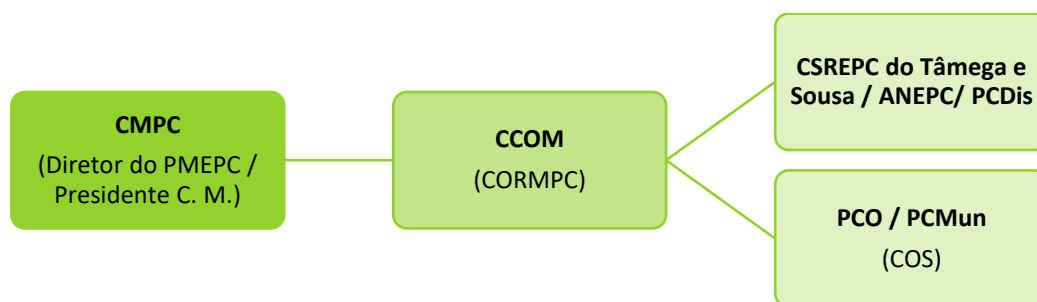 CMPC
(Diretor do PMEPC /
Presidente C. M.)
CCOM
(CORMPC)
CSREPC do Tâmega e
Sousa / ANEPC/ PCDis
PCO / PCMun
(COS)